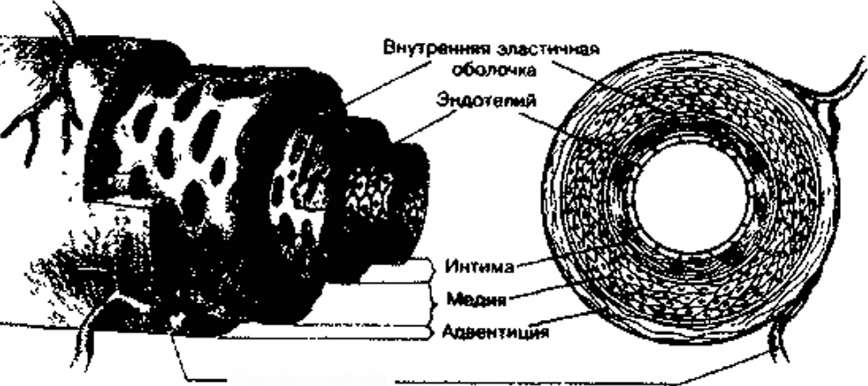 Внутренняя эластичная
оболочка
Эндотелий
Интима
Медия
Адвентиция